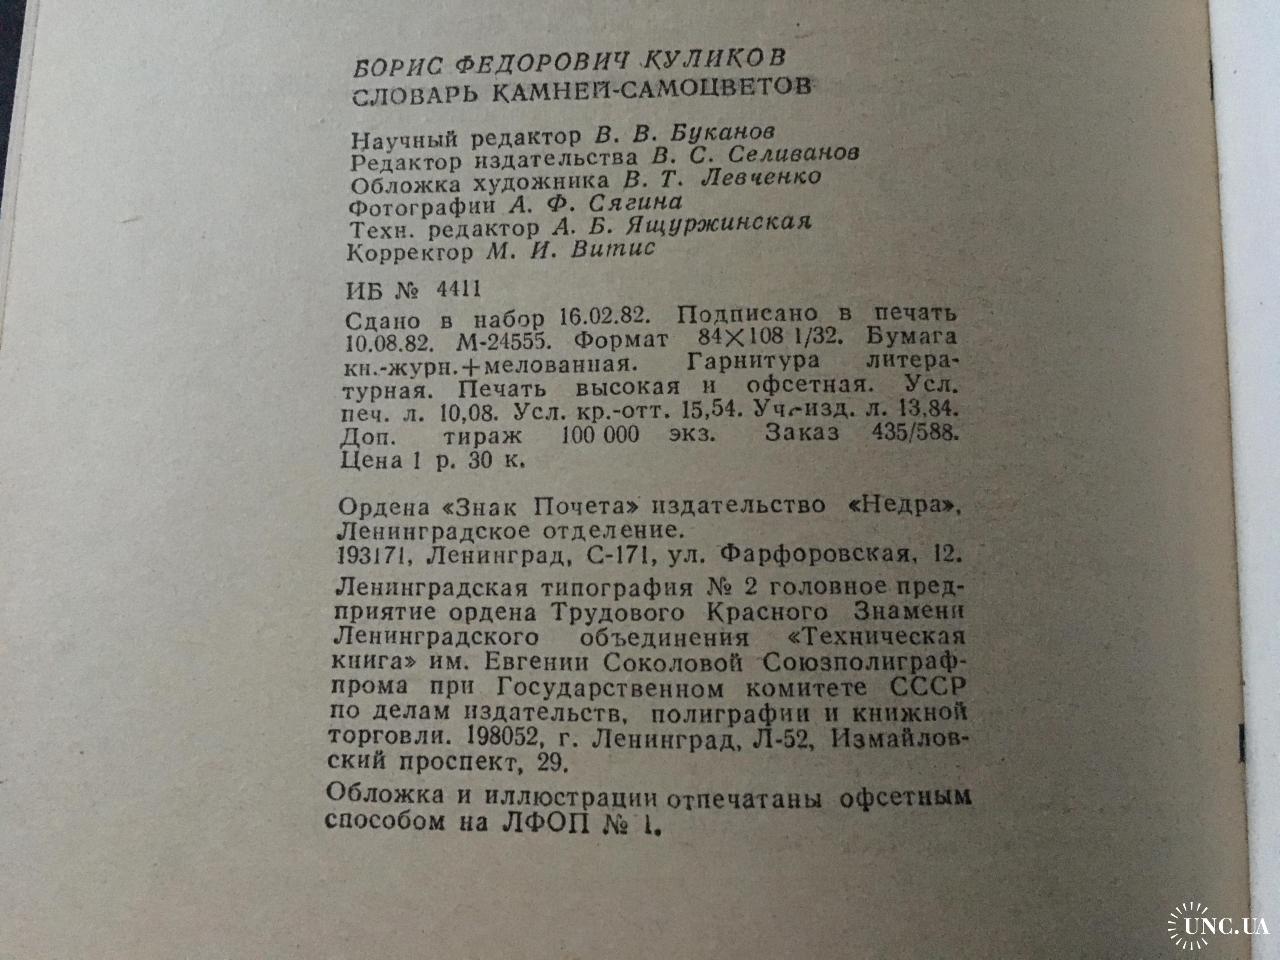 БОРИС ФЕДОРОВИЧ КУЛИКОВ
СЛОВАРЬ КАМНЕЙ-САМОЦВЕТОВ
Научный редактор В. В. Буканов
Редактор издательства В. С. Селиванов
Обложка художника В. Т. Левченко
Фотографии А. Ф. Сягина
Техн. редактор А. Б. Ящуржинская
Корректор М. И. Витис
ИБ № 4411
Сдано в набор 16.02.82. Подписано в печать
10.08.82. М-24555. Формат 84×108 1/32. Бумага
кн.-журн.+мелованная. Гарнитура литера-
турная. Печать высокая и офсетная. Усл.
печ. л. 10,08. Усл. кр.-отт. 15,54. Уч.-изд. л. 13,84.
Доп. тираж 100 000 экз. Заказ 435/588.
Цена 1 р. 30 к.
Ордена «Знак Почета» издательство «Недра»,
Ленинградское отделение.
193171, Ленинград, С-171, ул. Фарфоровская, 12.
Ленинградская типография № 2 головное пред-
приятие ордена Трудового Красного Знамени
Ленинградского объединения «Техническая
книга» им. Евгении Соколовой Союзполиграф-
прома при Государственном комитете СССР
по делам издательств, полиграфии и книжной
торговли. 198052, г. Ленинград, Л-52, Измайлов-
ский проспект, 29.
Обложка и иллюстрации отпечатаны офсетным
способом на ЛФОП № 1.
UNC.UA